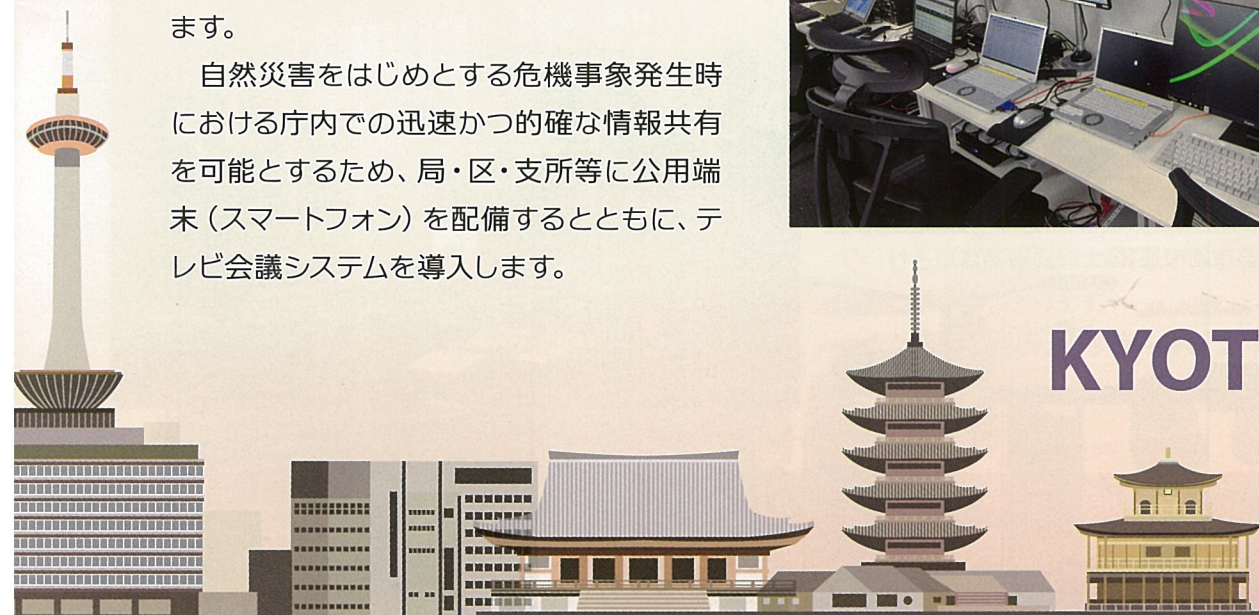 ます。
　自然災害をはじめとする危機事象発生時
における庁内での迅速かつ的確な情報共有
を可能とするため、局・区・支所等に公用端
末（スマートフォン）を配備するとともに、テ
レビ会議システムを導入します。
KYOT